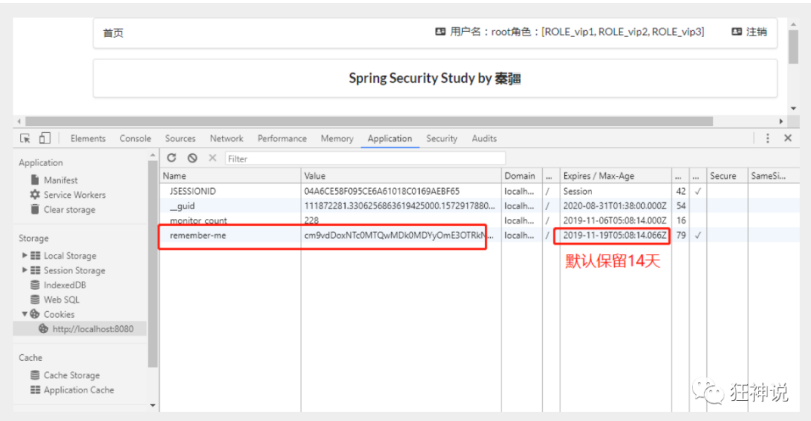 首页
用户名：root角色：[ROLE_vip1, ROLE_vip2, ROLE_vip3]
注销
Spring Security Study by 秦疆
Elements Console Sources Network Performance Memory Application Security Audits
Application
Manifest
Service Workers
Clear storage
Storage
Local Storage
Session Storage
IndexedDB
Web SQL
Cookies
http://localhost:8080
Cache
Cache Storage
Application Cache
Filter
Name Value Domain ... Expires / Max-Age ... ... Secure SameSi...
JSESSIONID 04A6CE58F095CE6A61018C0169AEBF65 localh... / Session 42 ✓
__guid 111872281.330625686361942500​0.1572917880... localh... / 2020-08-31T01:38:00.000Z 54
monitor_count 228 localh... / 2019-11-06T05:08:14.000Z 16
remember-me cm9vdDoxNTc0MTQwMDk0MDYyOmE3OTRkN... localh... / 2019-11-19T05:08:14.066Z 79 ✓
默认保留14天
狂神说